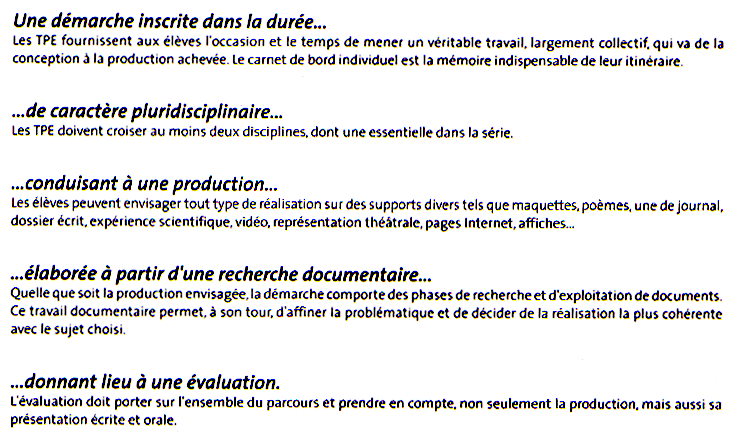 Une démarche inscrite dans la durée...
Les TPE fournissent aux élèves l'occasion et le temps de mener un véritable travail, largement collectif, qui va de la
conception à la production achevée. Le carnet de bord individuel est la mémoire indispensable de leur itinéraire.
...de caractère pluridisciplinaire...
Les TPE doivent croiser au moins deux disciplines, dont une essentielle dans la série.
...conduisant à une production...
Les élèves peuvent envisager tout type de réalisation sur des supports divers tels que maquettes, poèmes, une de journal,
dossier écrit, expérience scientifique, vidéo, représentation théâtrale, pages Internet, affiches...
...élaborée à partir d'une recherche documentaire...
Quelle que soit la production envisagée, la démarche comporte des phases de recherche et d'exploitation de documents.
Ce travail documentaire permet, à son tour, d'affiner la problématique et de décider de la réalisation la plus cohérente
avec le sujet choisi.
...donnant lieu à une évaluation.
L'évaluation doit porter sur l'ensemble du parcours et prendre en compte, non seulement la production, mais aussi sa
présentation écrite et orale.